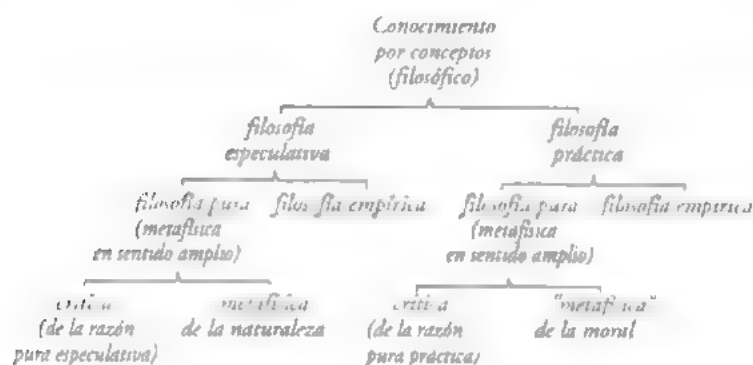 Conocimiento
por conceptos
(filosófico)
filosofía
especulativa
filosofía
práctica
filosofía pura
(metafísica
en sentido amplio)
filosofía empírica
filosofía pura
(metafísica
en sentido amplio)
filosofía empírica
crítica
(de la razón
pura especulativa)
metafísica
de la naturaleza
crítica
(de la razón
pura práctica)
"metafísica"
de la moral